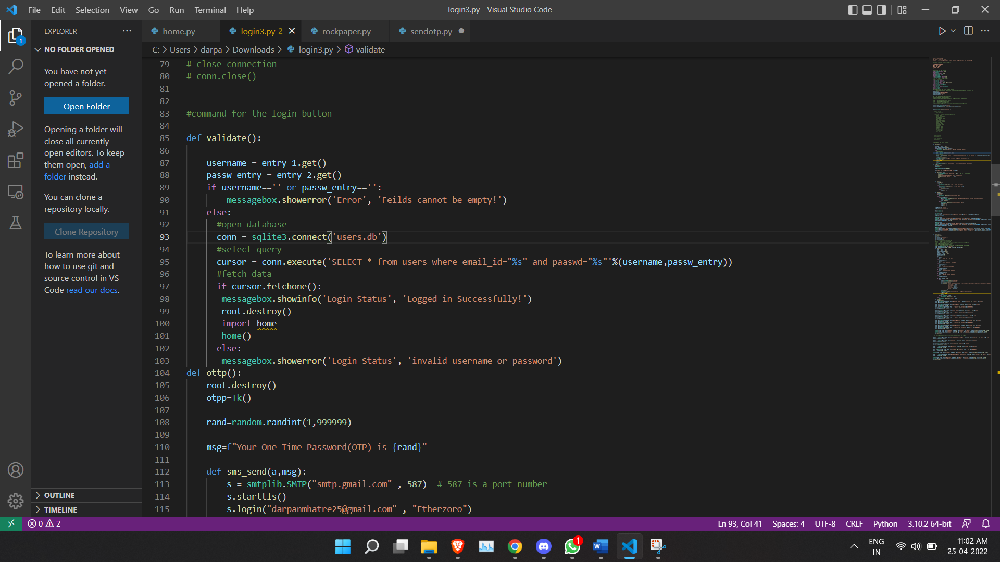 File Edit Selection View Go Run Terminal Help
login3.py - Visual Studio Code
EXPLORER
home.py
login3.py 2
rockpaper.py
sendotp.py
1
NO FOLDER OPENED
C: > Users > darpa > Downloads > login3.py > validate
You have not yet
opened a folder.
Open Folder
Opening a folder will
close all currently
open editors. To keep
them open, add a
folder instead.
You can clone a
repository locally.
Clone Repository
To learn more about
how to use git and
source control in VS
Code read our docs.
OUTLINE
TIMELINE
79 # close connection
80 # conn.close()
81
82
83 #command for the login button
84
85 def validate():
86
87 username = entry_1.get()
88 passw_entry = entry_2.get()
89 if username=='' or passw_entry=='':
90 messagebox.showerror('Error', 'Feilds cannot be empty!')
91 else:
92 #open database
93 conn = sqlite3.connect('users.db')
94 #select query
95 cursor = conn.execute('SELECT * from users where email_id="%s" and paaswd="%s"'%(username,passw_entry))
96 #fetch data
97 if cursor.fetchone():
98 messagebox.showinfo('Login Status', 'Logged in Successfully!')
99 root.destroy()
100 import home
101 home()
102 else:
103 messagebox.showerror('Login Status', 'invalid username or password')
104 def ottp():
105 root.destroy()
106 otpp=Tk()
107
108 rand=random.randint(1,999999)
109
110 msg=f"Your One Time Password(OTP) is {rand}"
111
112 def sms_send(a,msg):
113 s = smtplib.SMTP("smtp.gmail.com" , 587)  # 587 is a port number
114 s.starttls()
115 s.login("darpanmhatre25@gmail.com" , "Etherzoro")
0 2
Ln 93, Col 41 Spaces: 4 UTF-8 CRLF Python 3.10.2 64-bit
1
W
ENG
IN
11:02 AM
25-04-2022